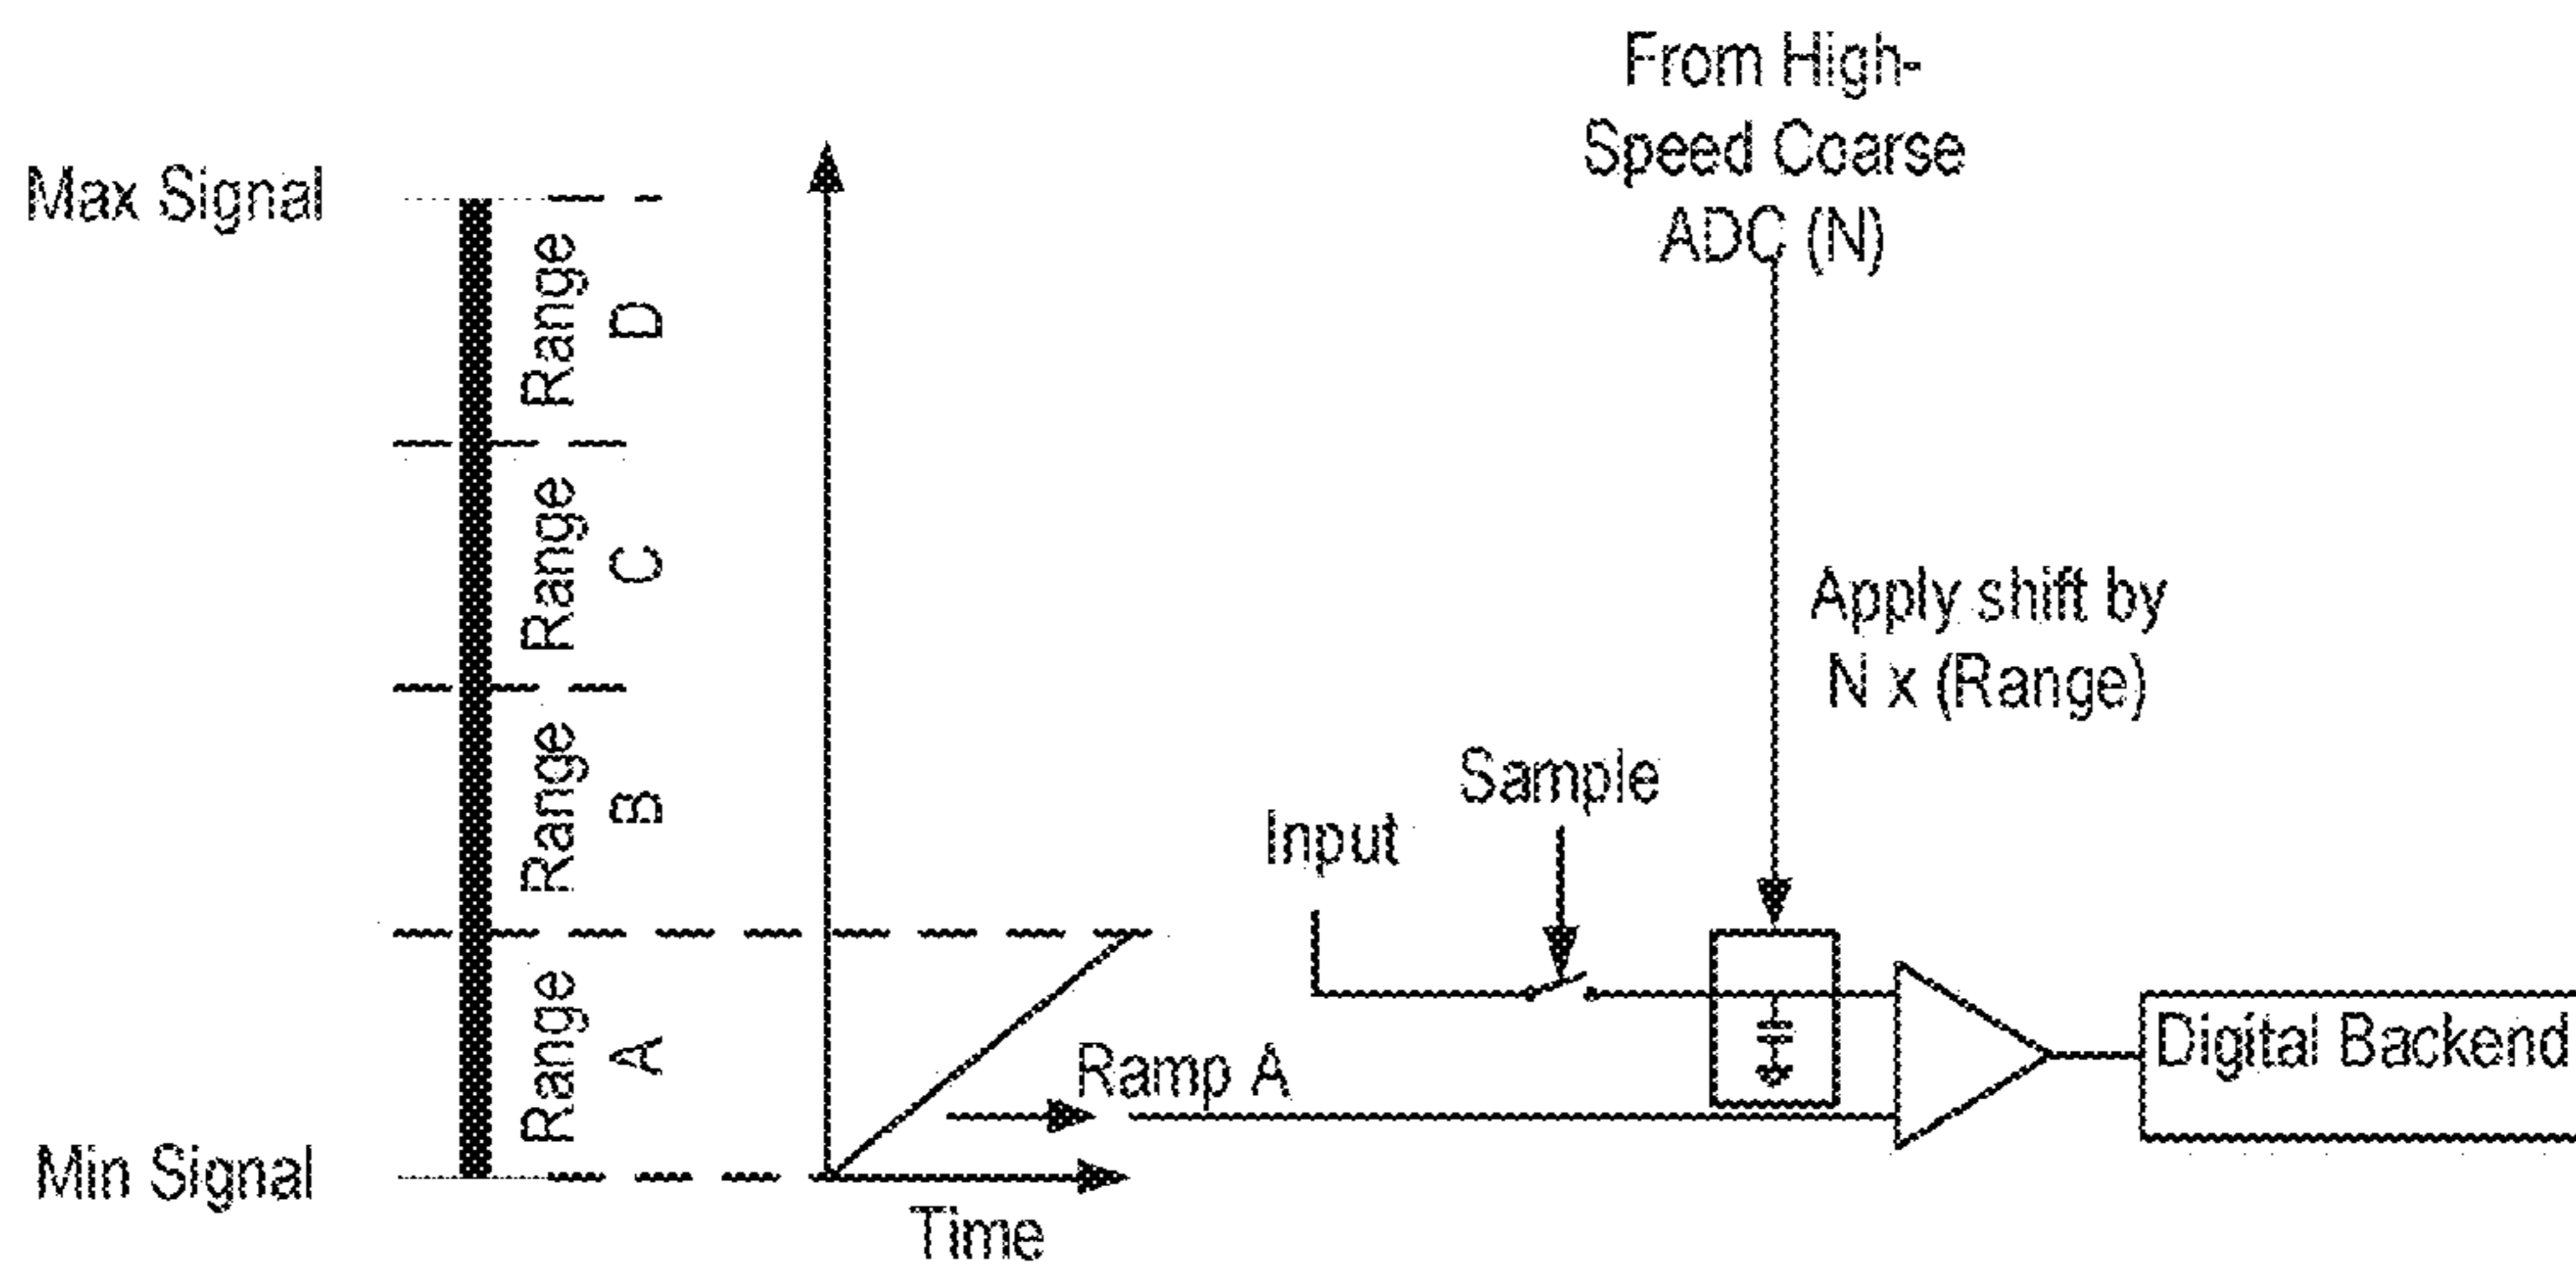 From High-
Speed Coarse
ADC (N)
Max Signal
Range
D
Range
C
Apply shift by
N x (Range)
Range
B
Sample
Input
Range
A
Ramp A
Digital Backend
Min Signal
Time